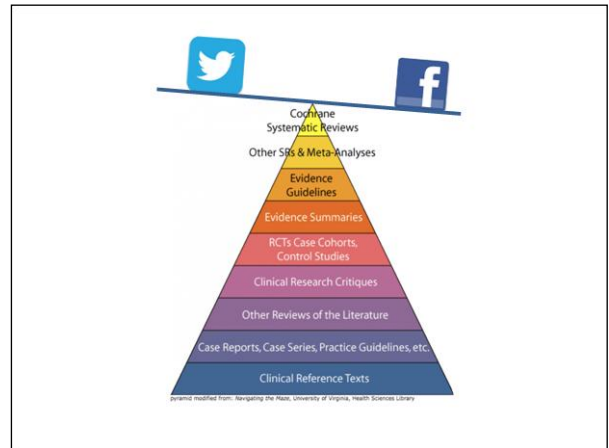 f
Cochrane
Systematic Reviews
Other SRs & Meta-Analyses
Evidence
Guidelines
Evidence Summaries
RCTs Case Cohorts,
Control Studies
Clinical Research Critiques
Other Reviews of the Literature
Case Reports, Case Series, Practice Guidelines, etc.
Clinical Reference Texts
pyramid modified from: Navigating the Maze, University of Virginia, Health Sciences Library